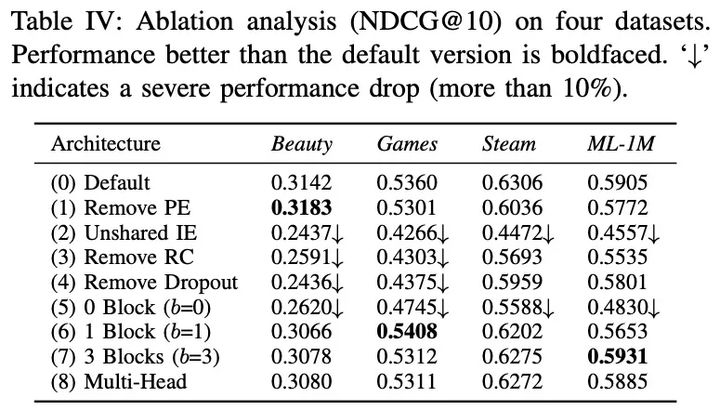 Table IV: Ablation analysis (NDCG@10) on four datasets.
Performance better than the default version is boldfaced. ‘↓’
indicates a severe performance drop (more than 10%).
Architecture Beauty Games Steam ML-1M
(0) Default 0.3142 0.5360 0.6306 0.5905
(1) Remove PE 0.3183 0.5301 0.6036 0.5772
(2) Unshared IE 0.2437↓ 0.4266↓ 0.4472↓ 0.4557↓
(3) Remove RC 0.2591↓ 0.4303↓ 0.5693 0.5535
(4) Remove Dropout 0.2436↓ 0.4375↓ 0.5959 0.5801
(5) 0 Block (b=0) 0.2620↓ 0.4745↓ 0.5588↓ 0.4830↓
(6) 1 Block (b=1) 0.3066 0.5408 0.6202 0.5653
(7) 3 Blocks (b=3) 0.3078 0.5312 0.6275 0.5931
(8) Multi-Head 0.3080 0.5311 0.6272 0.5885